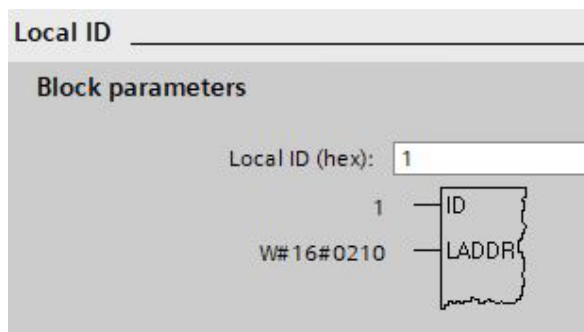 Local ID
Block parameters
Local ID (hex): 1
1 ID
W#16#0210 LADDR